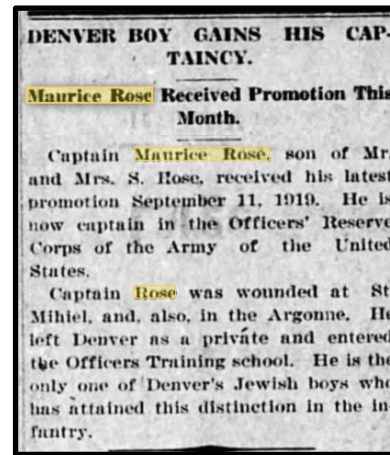 DENVER BOY GAINS HIS CAP-
TAINCY.
Maurice Rose Received Promotion This
Month.
Captain Maurice Rose, son of Mr.
and Mrs. S. Rose, received his latest
promotion September 11, 1919. He is
now captain in the Officers' Reserve
Corps of the Army of the United
States.
Captain Rose was wounded at St.
Mihiel, and, also, in the Argonne. He
left Denver as a private and entered
the Officers Training school. He is the
only one of Denver's Jewish boys who
has attained this distinction in the in-
fantry.